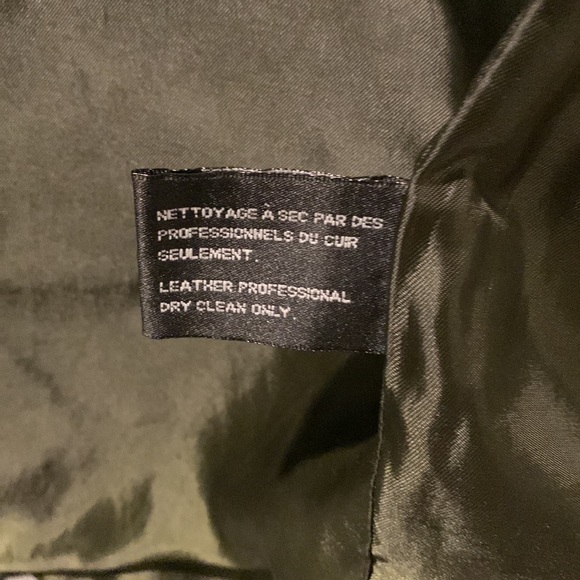 NETTOYAGE À SEC PAR DES
PROFESSIONNELS DU CUIR
SEULEMENT.
LEATHER PROFESSIONAL
DRY CLEAN ONLY.